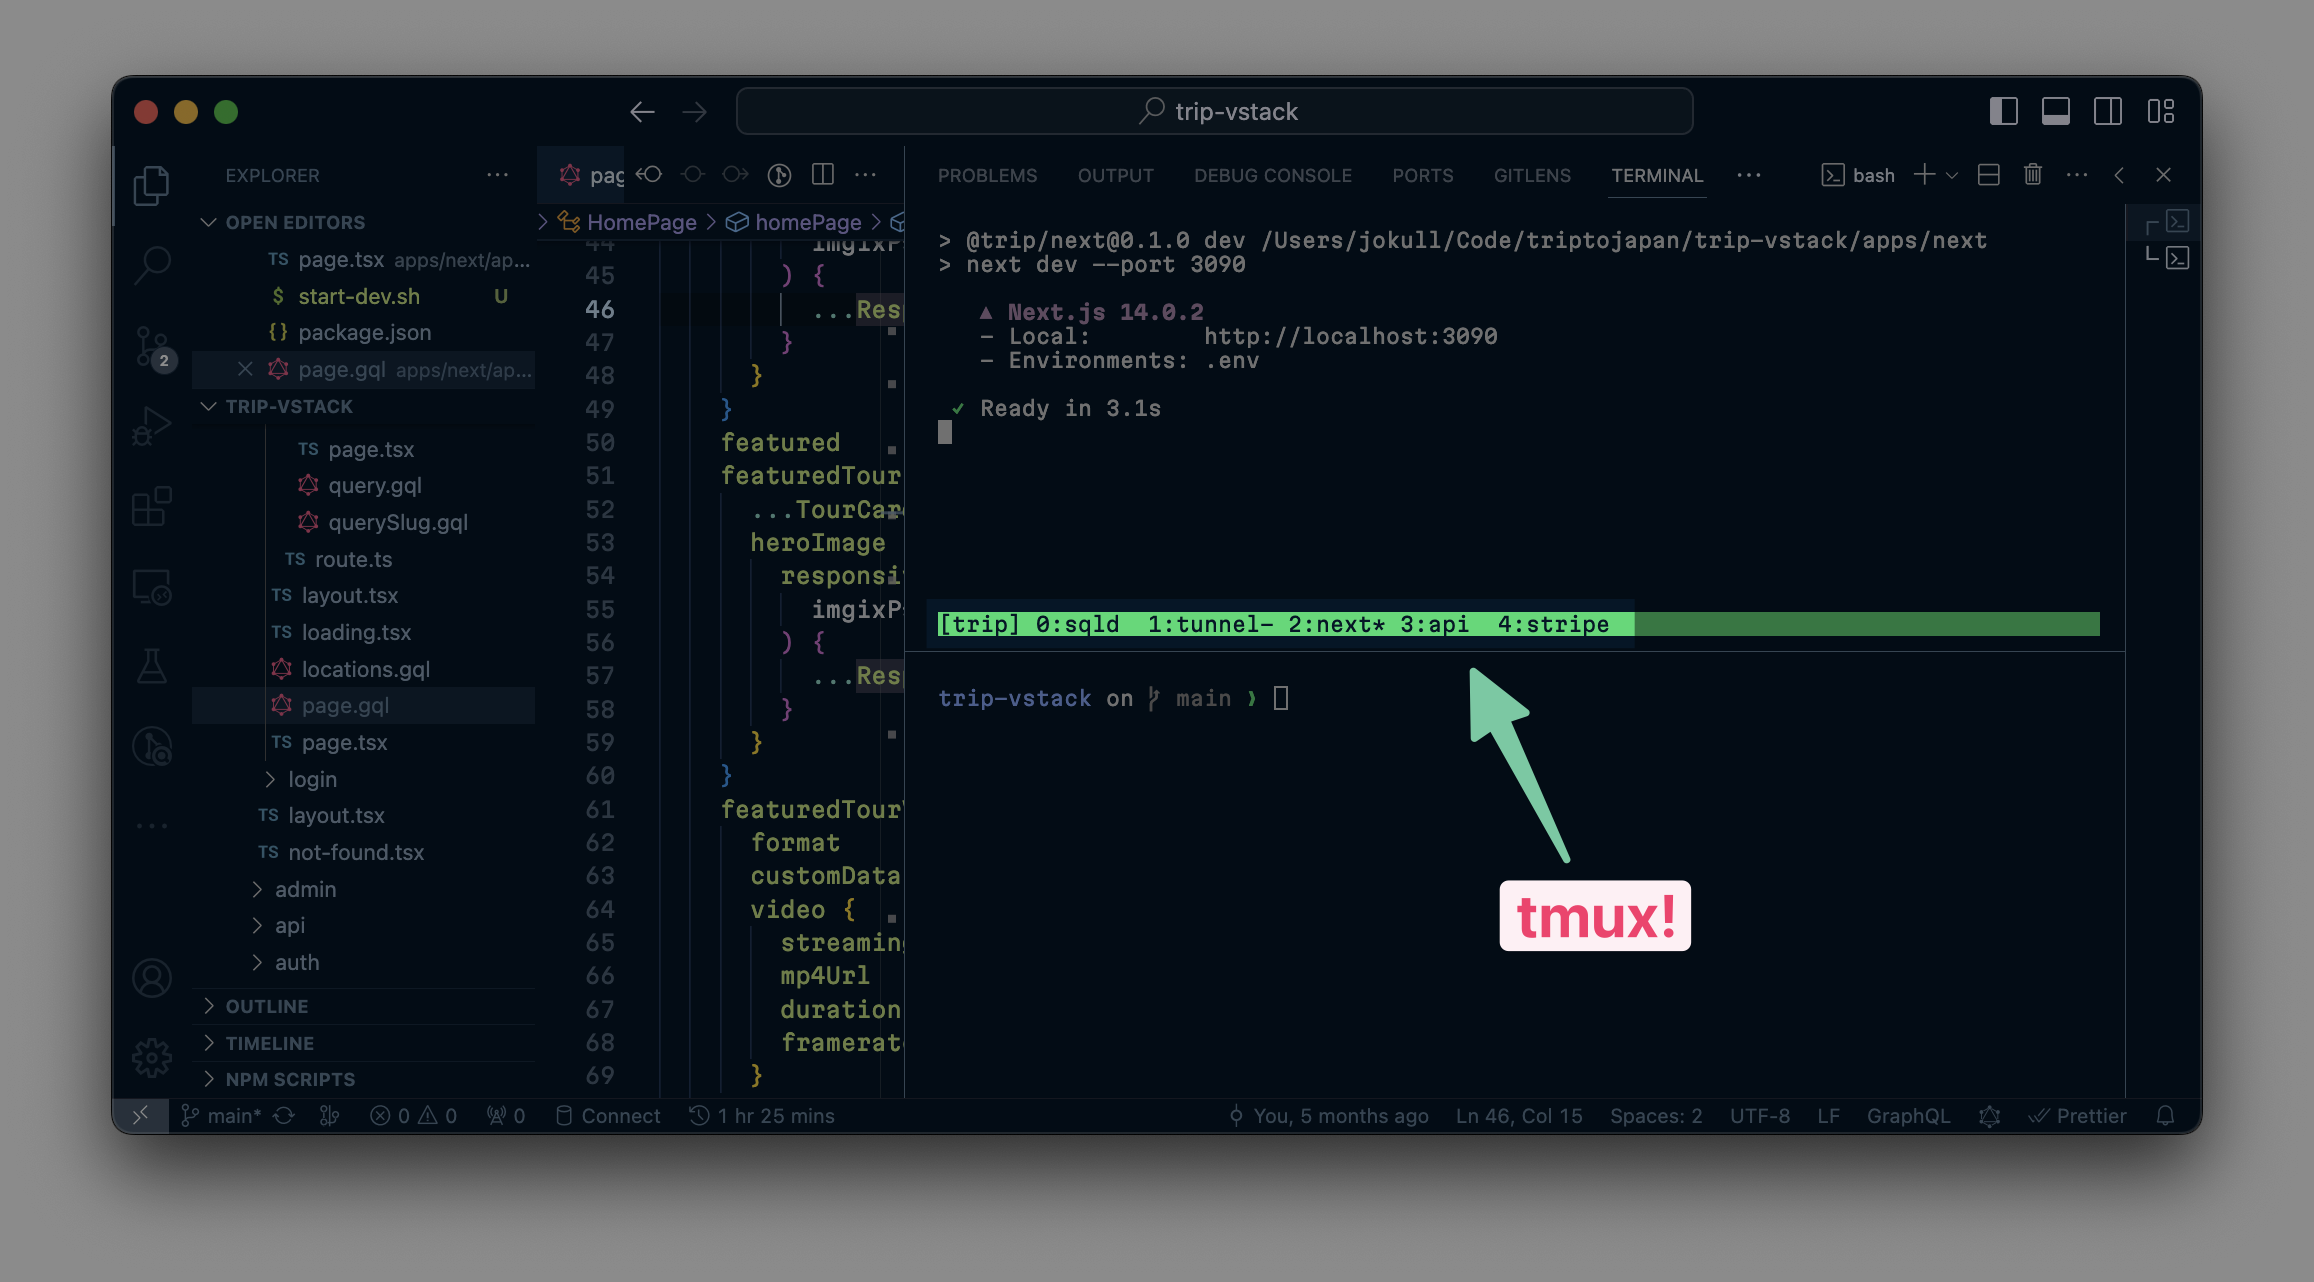 trip-vstack
EXPLORER
OPEN EDITORS
TS page.tsx apps/next/ap...
$ start-dev.sh U
{} package.json
page.gql apps/next/ap...
TRIP-VSTACK
TS page.tsx
query.gql
querySlug.gql
TS route.ts
TS layout.tsx
TS loading.tsx
locations.gql
page.gql
TS page.tsx
login
TS layout.tsx
TS not-found.tsx
admin
api
auth
OUTLINE
TIMELINE
NPM SCRIPTS
2
pag
HomePage > homePage >
44 imgixP
45 ) {
46 ...Res
47 }
48 }
49 }
50 featured
51 featuredTour
52 ...TourCar
53 heroImage
54 responsi
55 imgixP
56 ) {
57 ...Res
58 }
59 }
60 }
61 featuredTour
62 format
63 customData
64 video {
65 streamin
66 mp4Url
67 duration
68 framerat
69 }
PROBLEMS OUTPUT DEBUG CONSOLE PORTS GITLENS TERMINAL ... bash
> @trip/next@0.1.0 dev /Users/jokull/Code/triptojapan/trip-vstack/apps/next
> next dev --port 3090
▲ Next.js 14.0.2
- Local: http://localhost:3090
- Environments: .env
✓ Ready in 3.1s
[trip] 0:sqld 1:tunnel- 2:next* 3:api 4:stripe
trip-vstack on main ❯
tmux!
main* 0 0 0 Connect 1 hr 25 mins You, 5 months ago Ln 46, Col 15 Spaces: 2 UTF-8 LF GraphQL Prettier